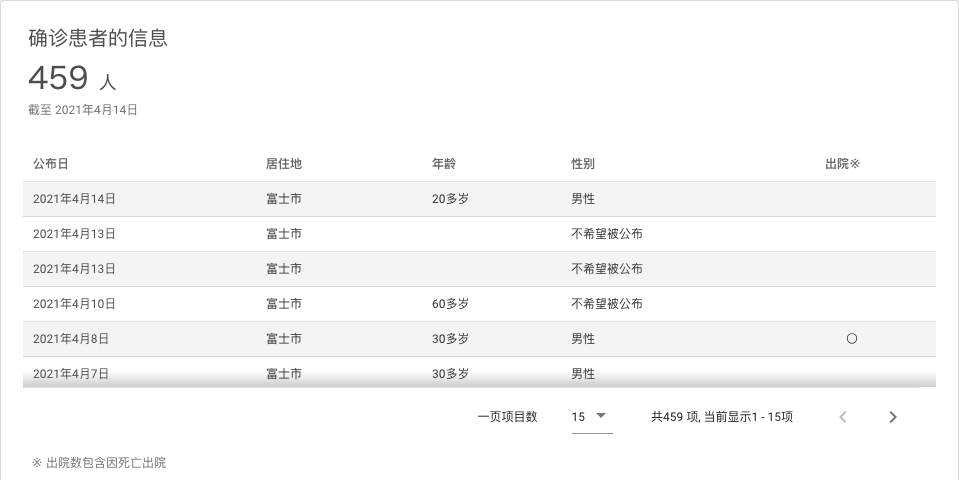 确诊患者的信息
459 人
截至 2021年4月14日
公布日 居住地 年龄 性别 出院※
2021年4月14日 富士市 20多岁 男性
2021年4月13日 富士市 不希望被公布
2021年4月13日 富士市 不希望被公布
2021年4月10日 富士市 60多岁 不希望被公布
2021年4月8日 富士市 30多岁 男性 〇
2021年4月7日 富士市 30多岁 男性
一页项目数 15 共459 项, 当前显示1 - 15项
※ 出院数包含因死亡出院